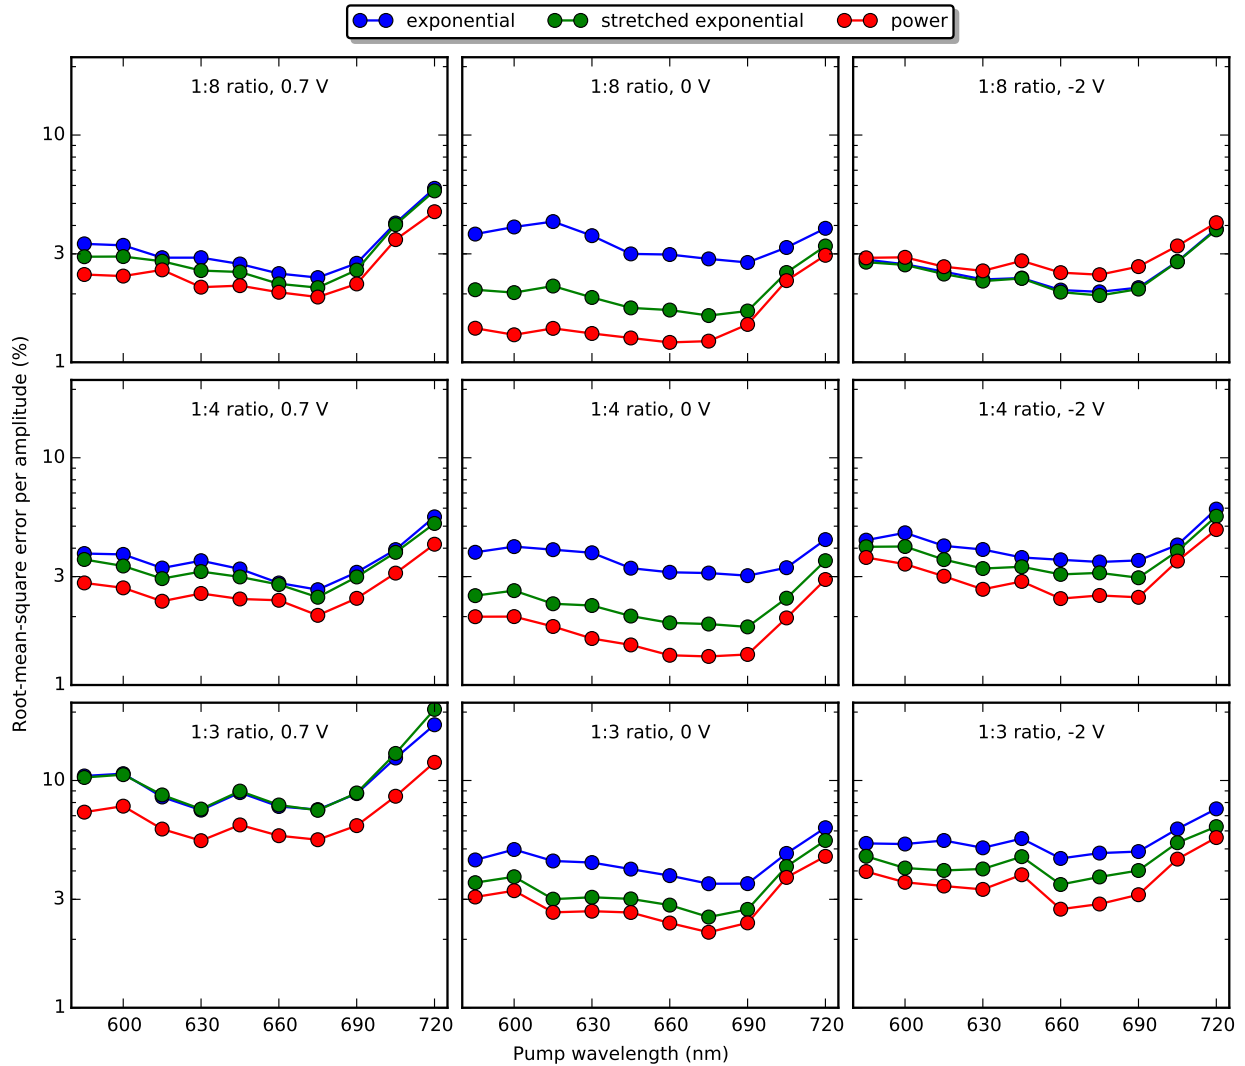 exponential stretched exponential power
1:8 ratio, 0.7 V 1:8 ratio, 0 V 1:8 ratio, -2 V
10
3
1
1:4 ratio, 0.7 V 1:4 ratio, 0 V 1:4 ratio, -2 V
10
3
1
1:3 ratio, 0.7 V 1:3 ratio, 0 V 1:3 ratio, -2 V
10
3
1
Root-mean-square error per amplitude (%)
600 630 660 690 720 600 630 660 690 720 600 630 660 690 720
Pump wavelength (nm)